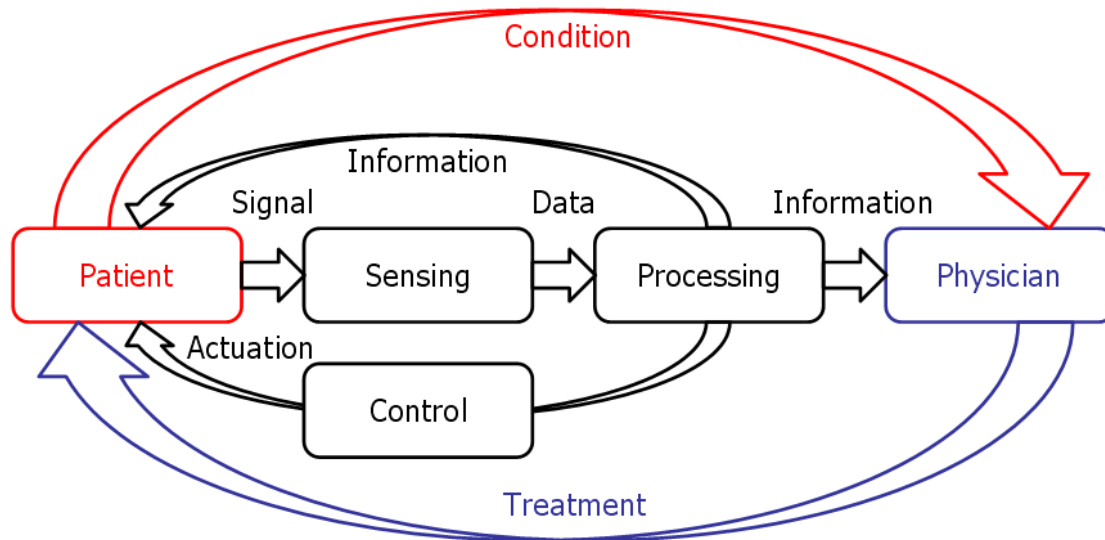 Condition
Information
Signal
Data
Information
Patient
Sensing
Processing
Physician
Actuation
Control
Treatment